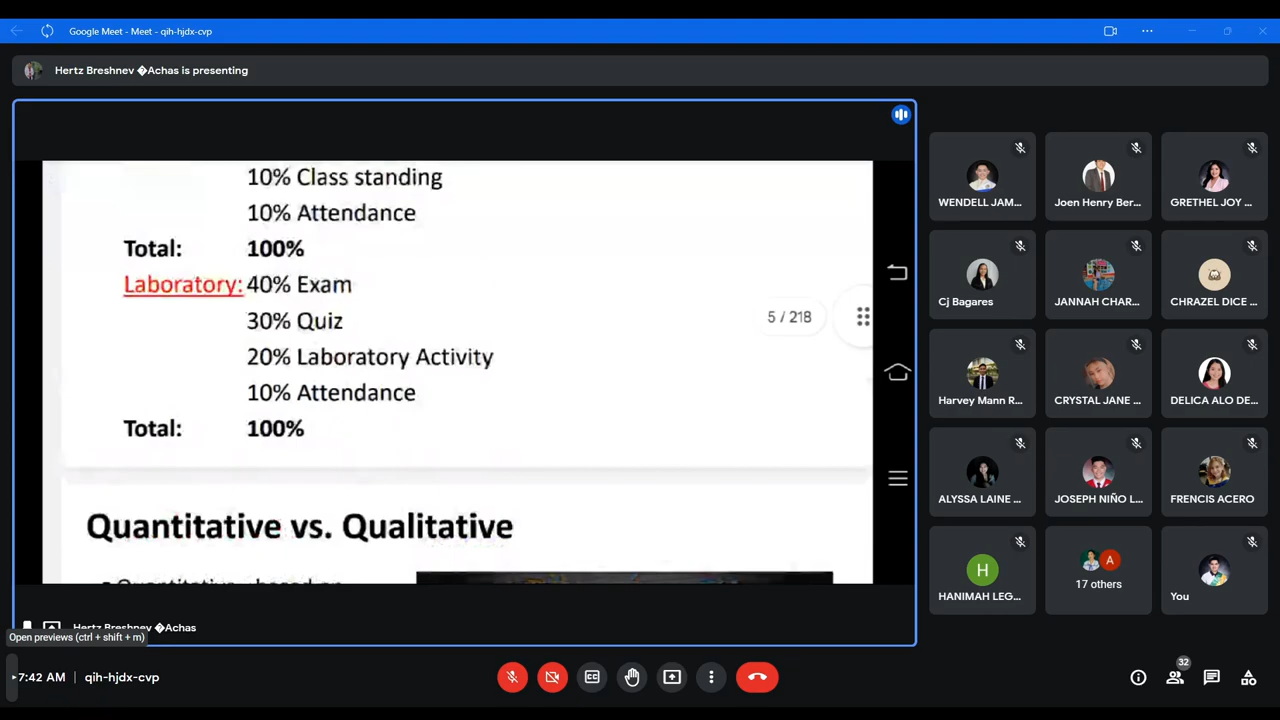 Google Meet - Meet - qih-hjdx-cvp
Hertz Breshnev �Achas is presenting
10% Class standing
10% Attendance
Total: 100%
Laboratory: 40% Exam
30% Quiz
20% Laboratory Activity
10% Attendance
Total: 100%
5 / 218
Quantitative vs. Qualitative
Hertz Breshnev �Achas
Open previews (ctrl + shift + m)
WENDELL JAM...
Joen Henry Ber...
GRETHEL JOY ...
Cj Bagares
JANNAH CHAR...
CHRAZEL DICE ...
Harvey Mann R...
CRYSTAL JANE ...
DELICA ALO DE...
ALYSSA LAINE ...
JOSEPH NIÑO L...
FRENCIS ACERO
H
HANIMAH LEG...
A
17 others
You
7:42 AM | qih-hjdx-cvp
32